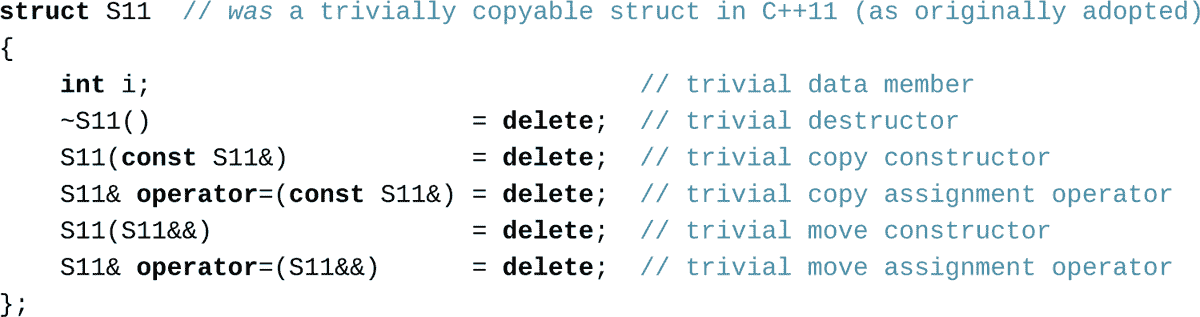 struct S11  // was a trivially copyable struct in C++11 (as originally adopted)
{
    int i;                                // trivial data member
    ~S11()                     = delete;  // trivial destructor
    S11(const S11&)            = delete;  // trivial copy constructor
    S11& operator=(const S11&) = delete;  // trivial copy assignment operator
    S11(S11&&)                 = delete;  // trivial move constructor
    S11& operator=(S11&&)      = delete;  // trivial move assignment operator
};